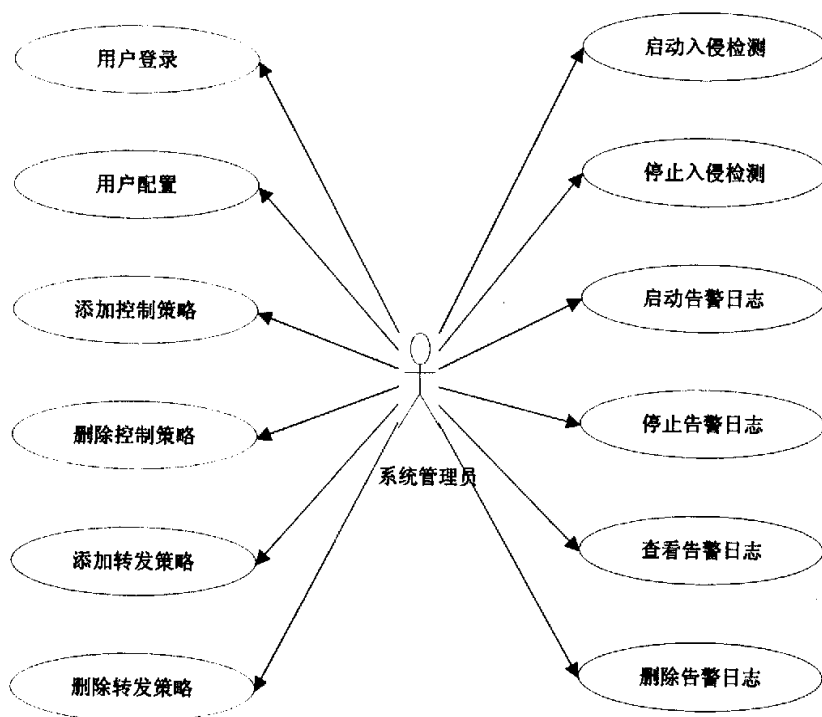 用户登录
用户配置
添加控制策略
删除控制策略
添加转发策略
删除转发策略
系统管理员
启动入侵检测
停止入侵检测
启动告警日志
停止告警日志
查看告警日志
删除告警日志